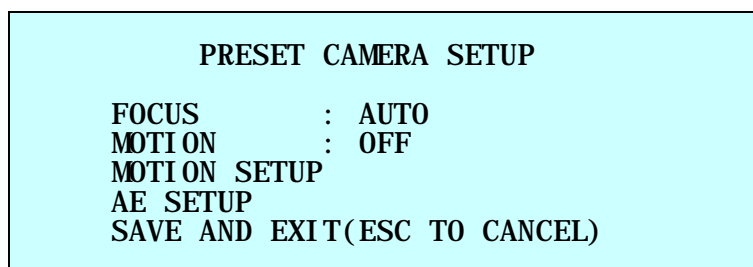 PRESET CAMERA SETUP
FOCUS : AUTO
MOTION : OFF
MOTION SETUP
AE SETUP
SAVE AND EXIT(ESC TO CANCEL)